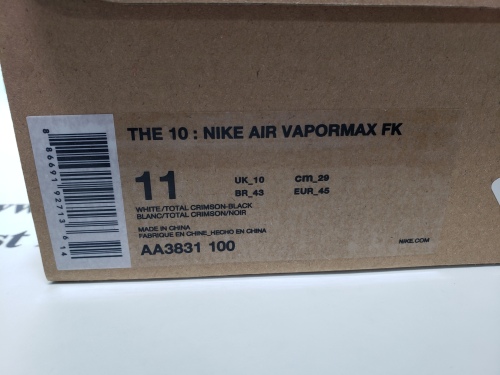 THE 10 : NIKE AIR VAPORMAX FK
11
UK_10 cm_29
BR_43 EUR_45
WHITE/TOTAL CRIMSON-BLACK
BLANC/TOTAL CRIMSON/NOIR
MADE IN CHINA
FABRIQUE EN CHINE_HECHO EN CHINA
AA3831 100
NIKE.COM